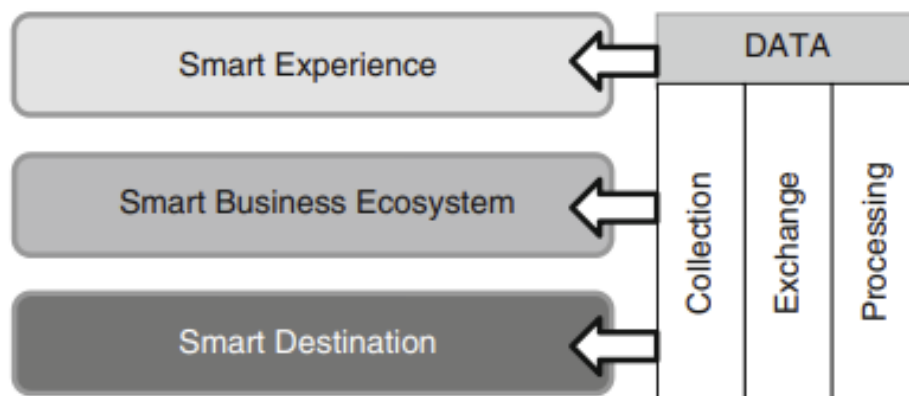 Smart Experience
DATA
Smart Business Ecosystem
Smart Destination
Collection
Exchange
Processing